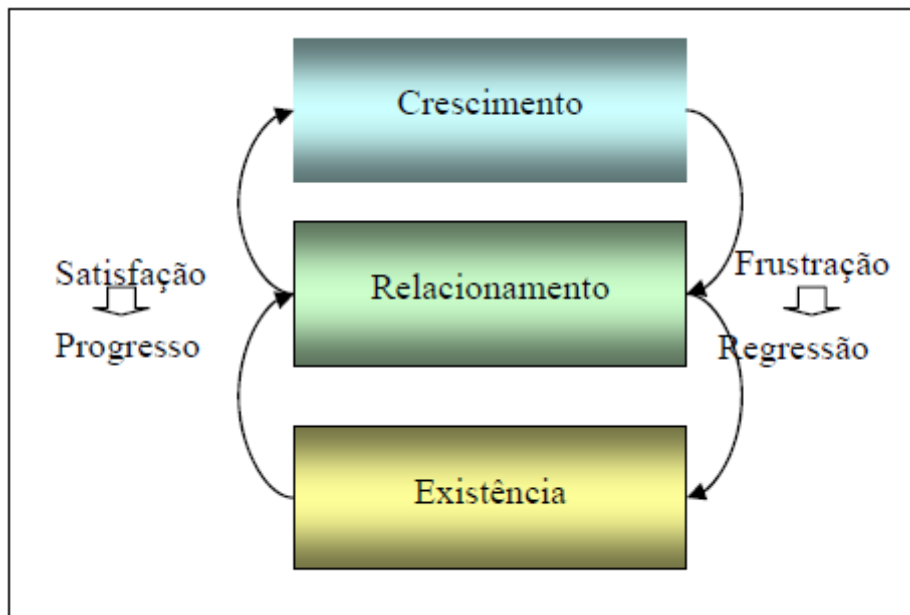 Crescimento
Relacionamento
Existência
Satisfação
Progresso
Frustração
Regressão